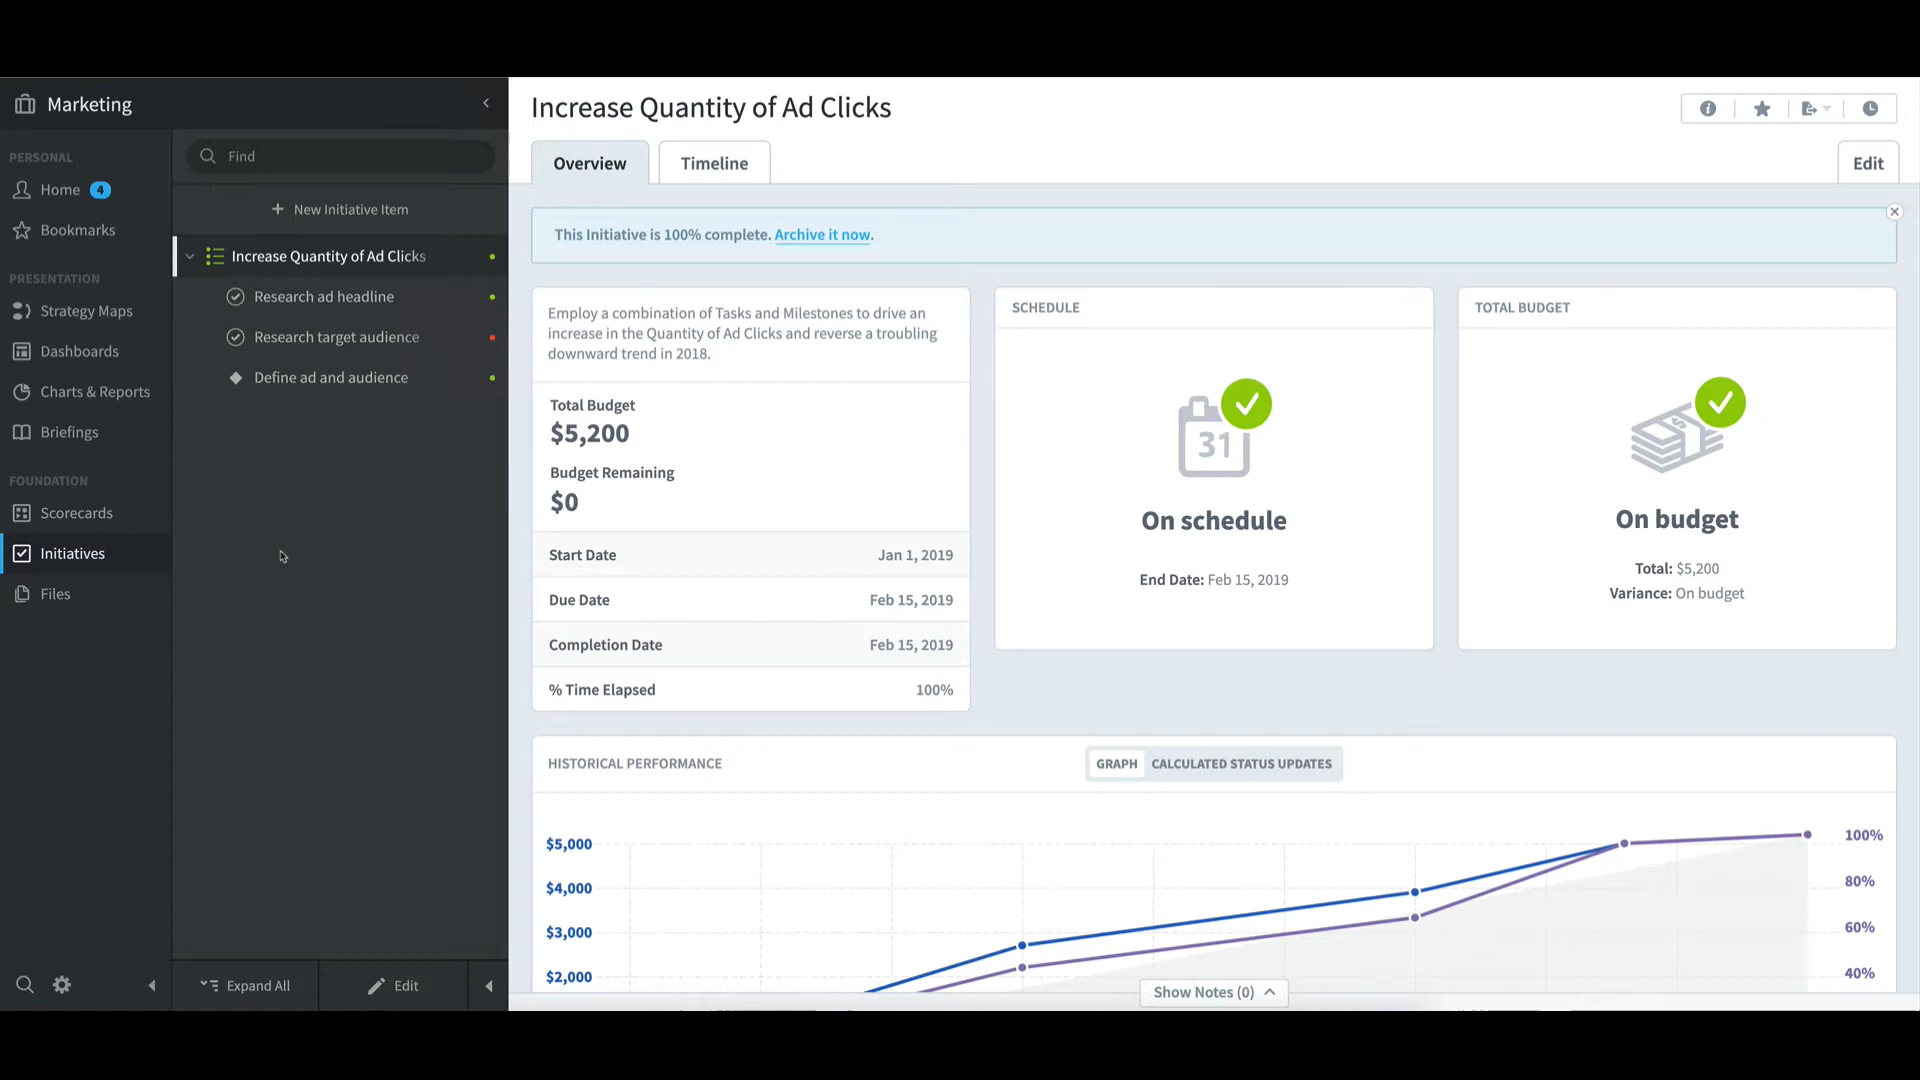 Marketing
PERSONAL
Home 4
Bookmarks
PRESENTATION
Strategy Maps
Dashboards
Charts & Reports
Briefings
FOUNDATION
Scorecards
Initiatives
Files
Find
+ New Initiative Item
Increase Quantity of Ad Clicks
Research ad headline
Research target audience
Define ad and audience
Expand All
Edit
Increase Quantity of Ad Clicks
Overview
Timeline
Edit
This Initiative is 100% complete. Archive it now.
Employ a combination of Tasks and Milestones to drive an
increase in the Quantity of Ad Clicks and reverse a troubling
downward trend in 2018.
Total Budget
$5,200
Budget Remaining
$0
Start Date Jan 1, 2019
Due Date Feb 15, 2019
Completion Date Feb 15, 2019
% Time Elapsed 100%
SCHEDULE
31
On schedule
End Date: Feb 15, 2019
TOTAL BUDGET
$
On budget
Total: $5,200
Variance: On budget
HISTORICAL PERFORMANCE
GRAPH CALCULATED STATUS UPDATES
$5,000
$4,000
$3,000
$2,000
100%
80%
60%
40%
Show Notes (0)